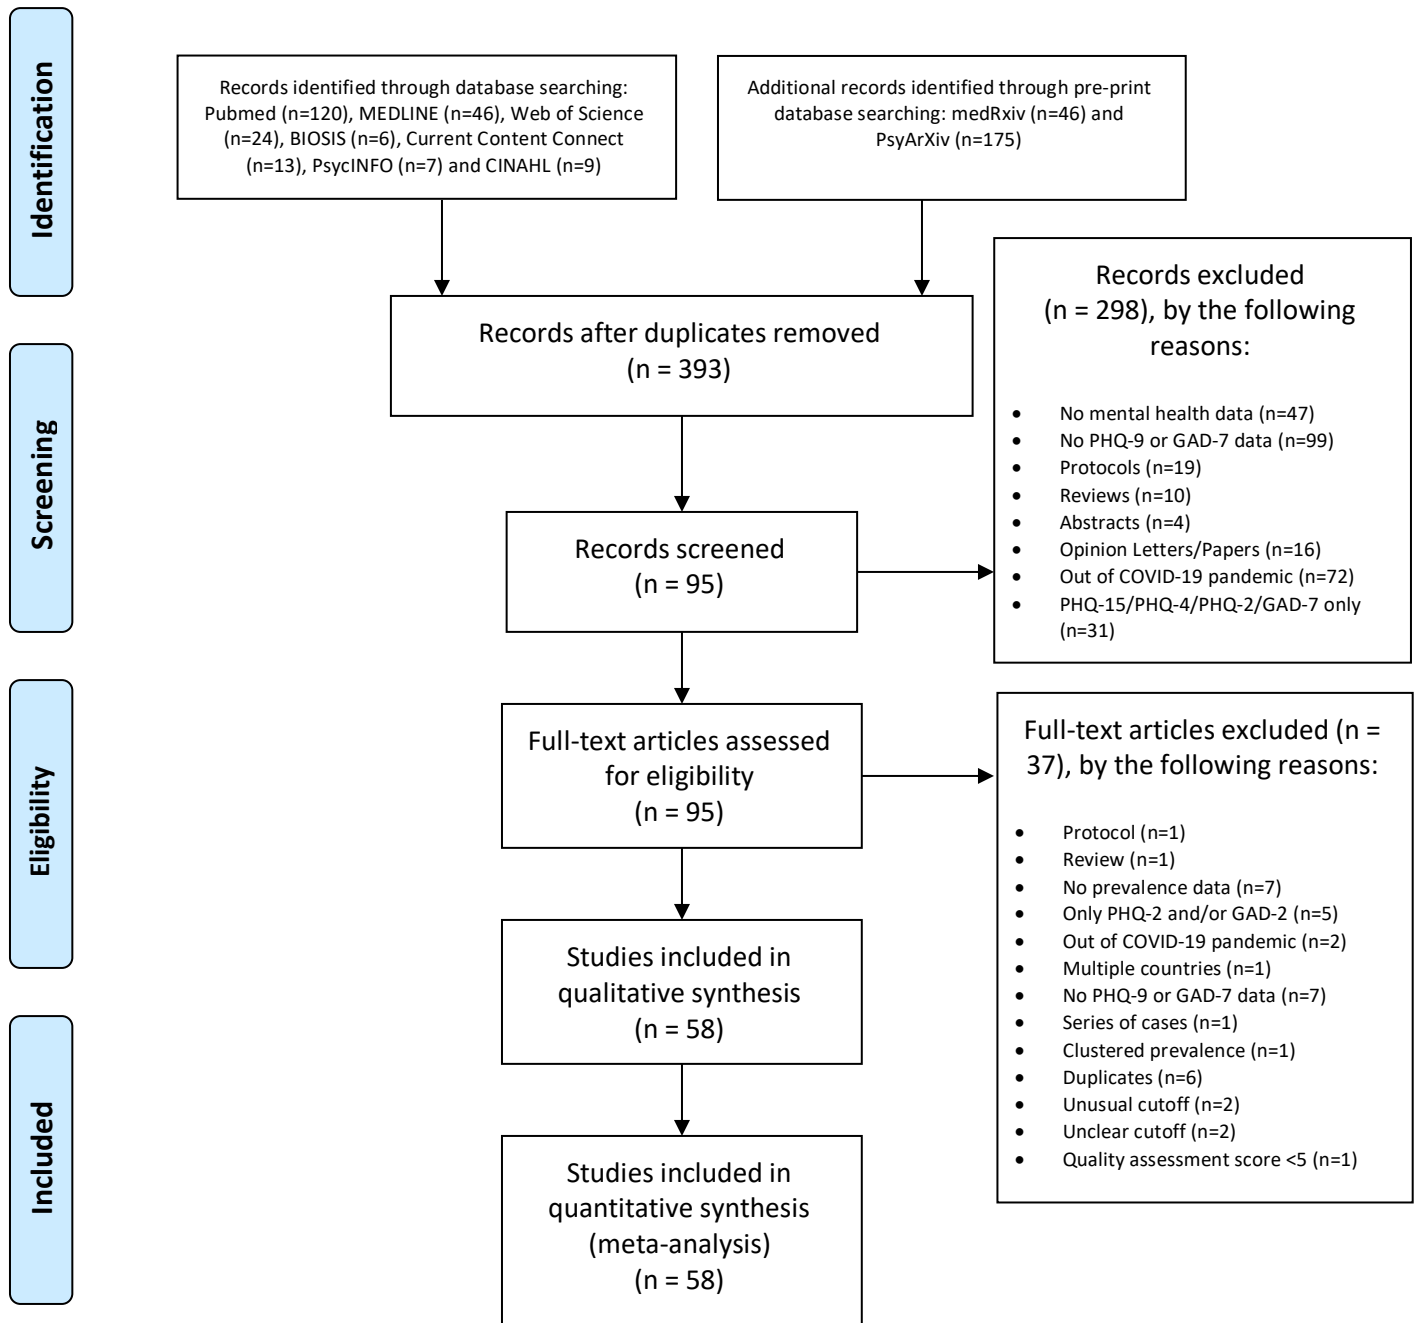 Identification
Records identified through database searching:
Pubmed (n=120), MEDLINE (n=46), Web of Science
(n=24), BIOSIS (n=6), Current Content Connect
(n=13), PsycINFO (n=7) and CINAHL (n=9)
Additional records identified through pre-print
database searching: medRxiv (n=46) and
PsyArXiv (n=175)
Records after duplicates removed
(n = 393)
Screening
Records screened
(n = 95)
Records excluded
(n = 298), by the following
reasons:
• No mental health data (n=47)
• No PHQ-9 or GAD-7 data (n=99)
• Protocols (n=19)
• Reviews (n=10)
• Abstracts (n=4)
• Opinion Letters/Papers (n=16)
• Out of COVID-19 pandemic (n=72)
• PHQ-15/PHQ-4/PHQ-2/GAD-7 only
(n=31)
Eligibility
Full-text articles assessed
for eligibility
(n = 95)
Full-text articles excluded (n =
37), by the following reasons:
• Protocol (n=1)
• Review (n=1)
• No prevalence data (n=7)
• Only PHQ-2 and/or GAD-2 (n=5)
• Out of COVID-19 pandemic (n=2)
• Multiple countries (n=1)
• No PHQ-9 or GAD-7 data (n=7)
• Series of cases (n=1)
• Clustered prevalence (n=1)
• Duplicates (n=6)
• Unusual cutoff (n=2)
• Unclear cutoff (n=2)
• Quality assessment score <5 (n=1)
Studies included in
qualitative synthesis
(n = 58)
Included
Studies included in
quantitative synthesis
(meta-analysis)
(n = 58)